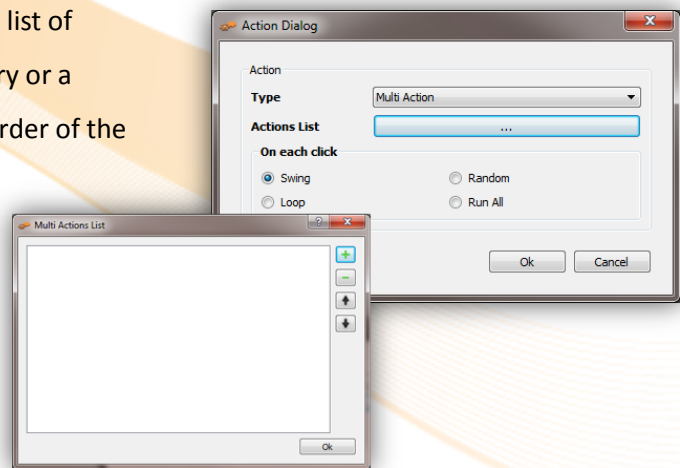 list of
ry or a
rder of the
Action Dialog
Action
Type Multi Action
Actions List ...
On each click
Swing Random
Loop Run All
Ok Cancel
Multi Actions List
Ok